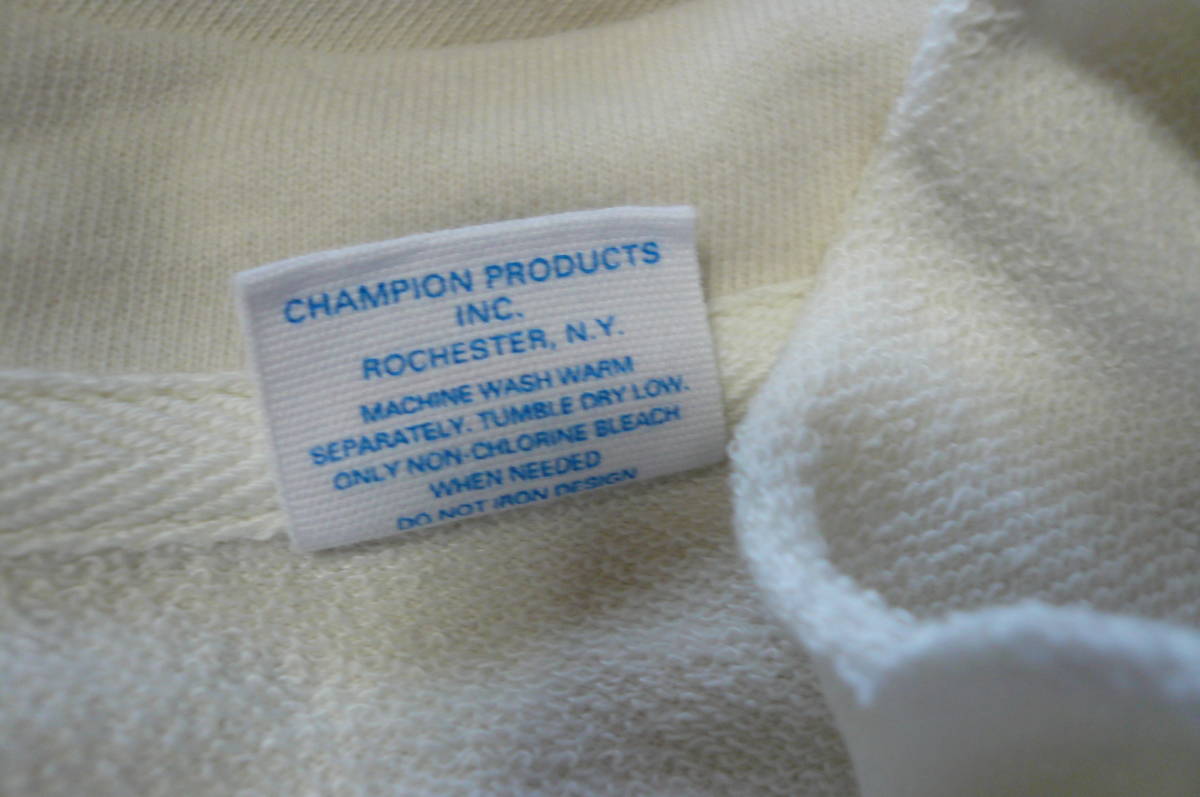 CHAMPION PRODUCTS
INC.
ROCHESTER, N.Y.
MACHINE WASH WARM
SEPARATELY. TUMBLE DRY LOW.
ONLY NON-CHLORINE BLEACH
WHEN NEEDED
DO NOT IRON DESIGN